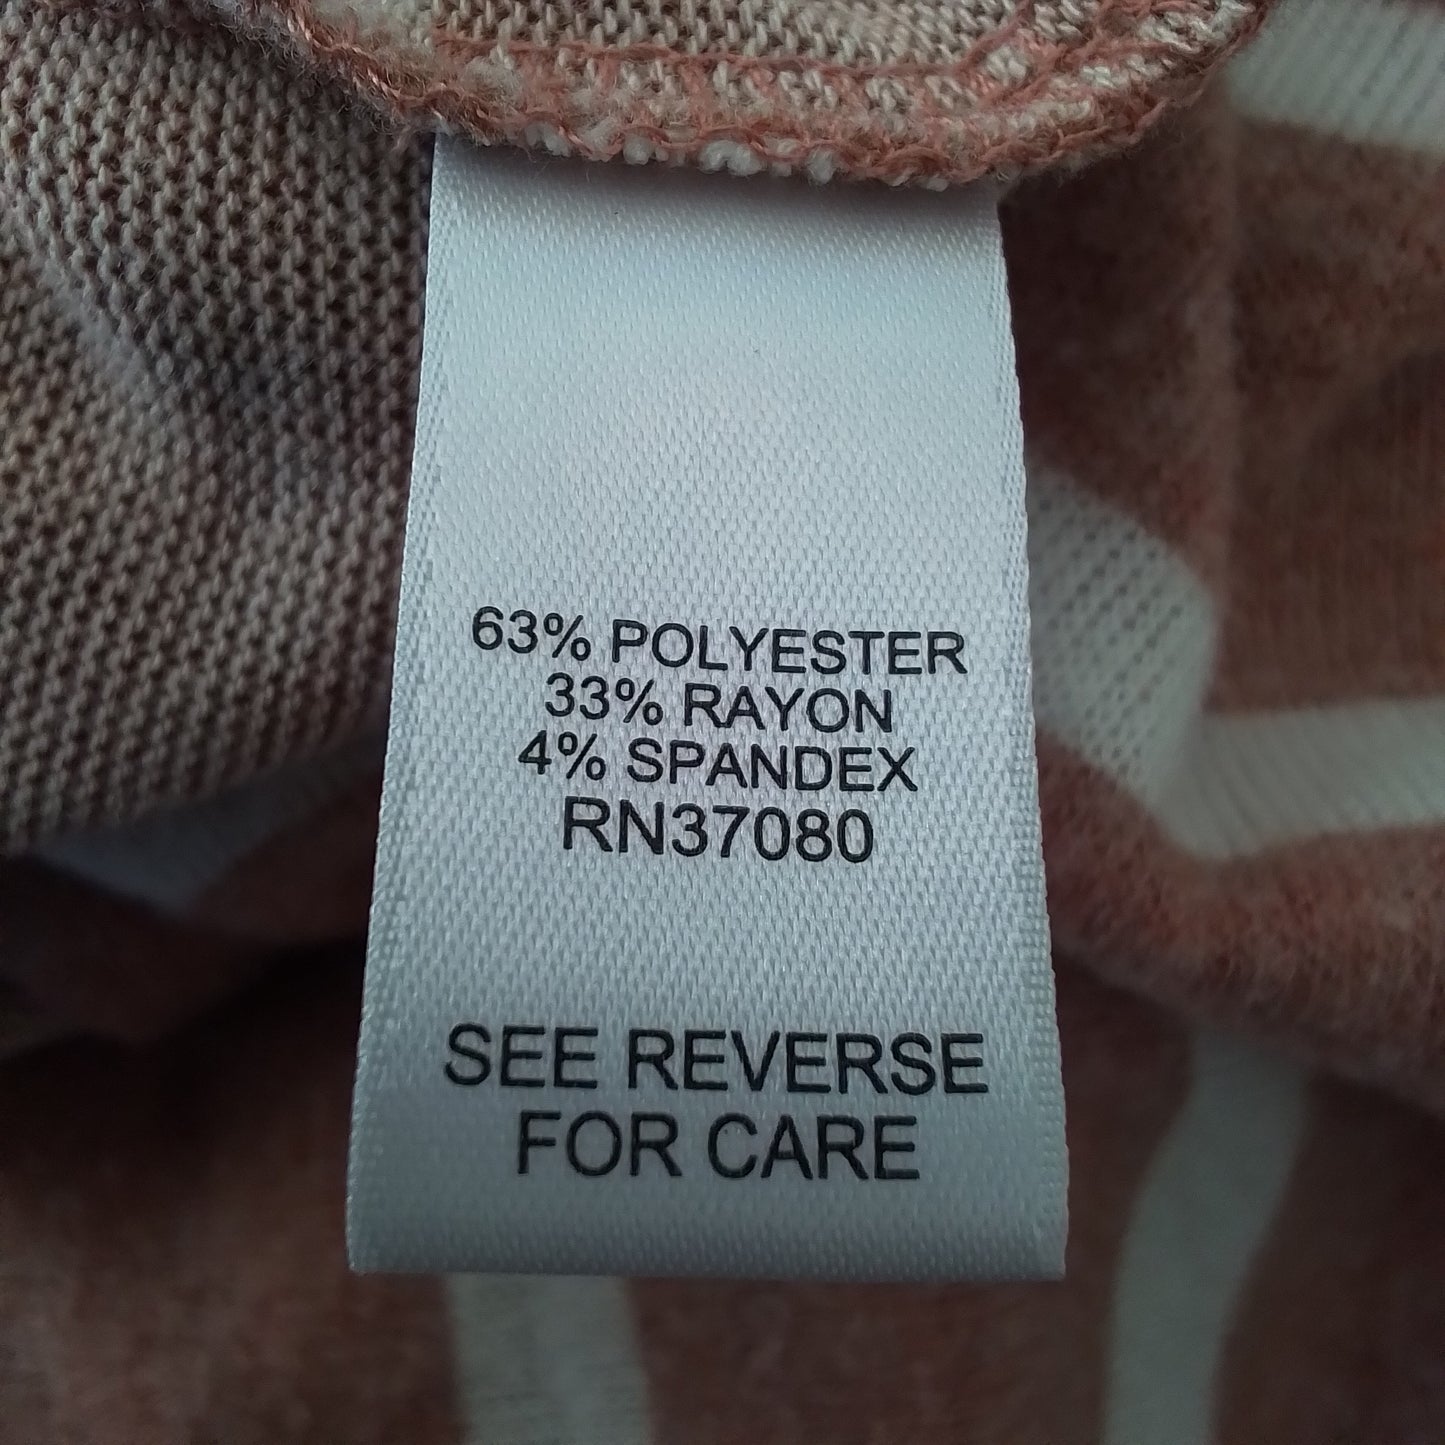 63% POLYESTER
33% RAYON
4% SPANDEX
RN37080
SEE REVERSE
FOR CARE